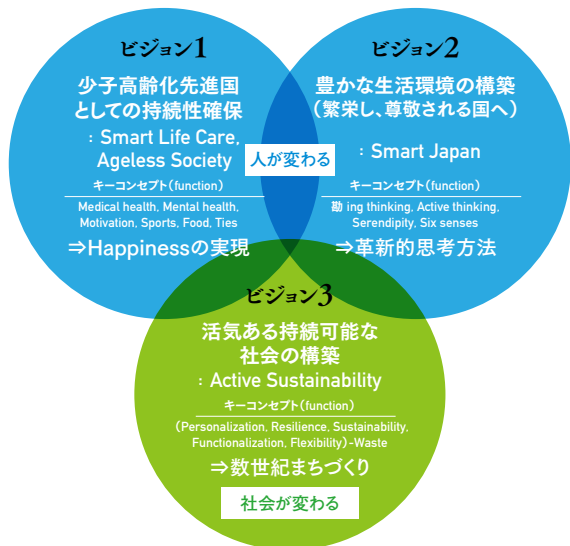 ビジョン1
少子高齢化先進国
としての持続性確保
: Smart Life Care,
Ageless Society
キーコンセプト(function)
Medical health, Mental health,
Motivation, Sports, Food, Ties
⇒Happinessの実現
人が変わる
ビジョン2
豊かな生活環境の構築
(繁栄し、尊敬される国へ)
: Smart Japan
キーコンセプト(function)
勘 ing thinking, Active thinking,
Serendipity, Six senses
⇒革新的思考方法
ビジョン3
活気ある持続可能な
社会の構築
: Active Sustainability
キーコンセプト(function)
(Personalization, Resilience, Sustainability,
Functionalization, Flexibility)-Waste
⇒数世紀まちづくり
社会が変わる